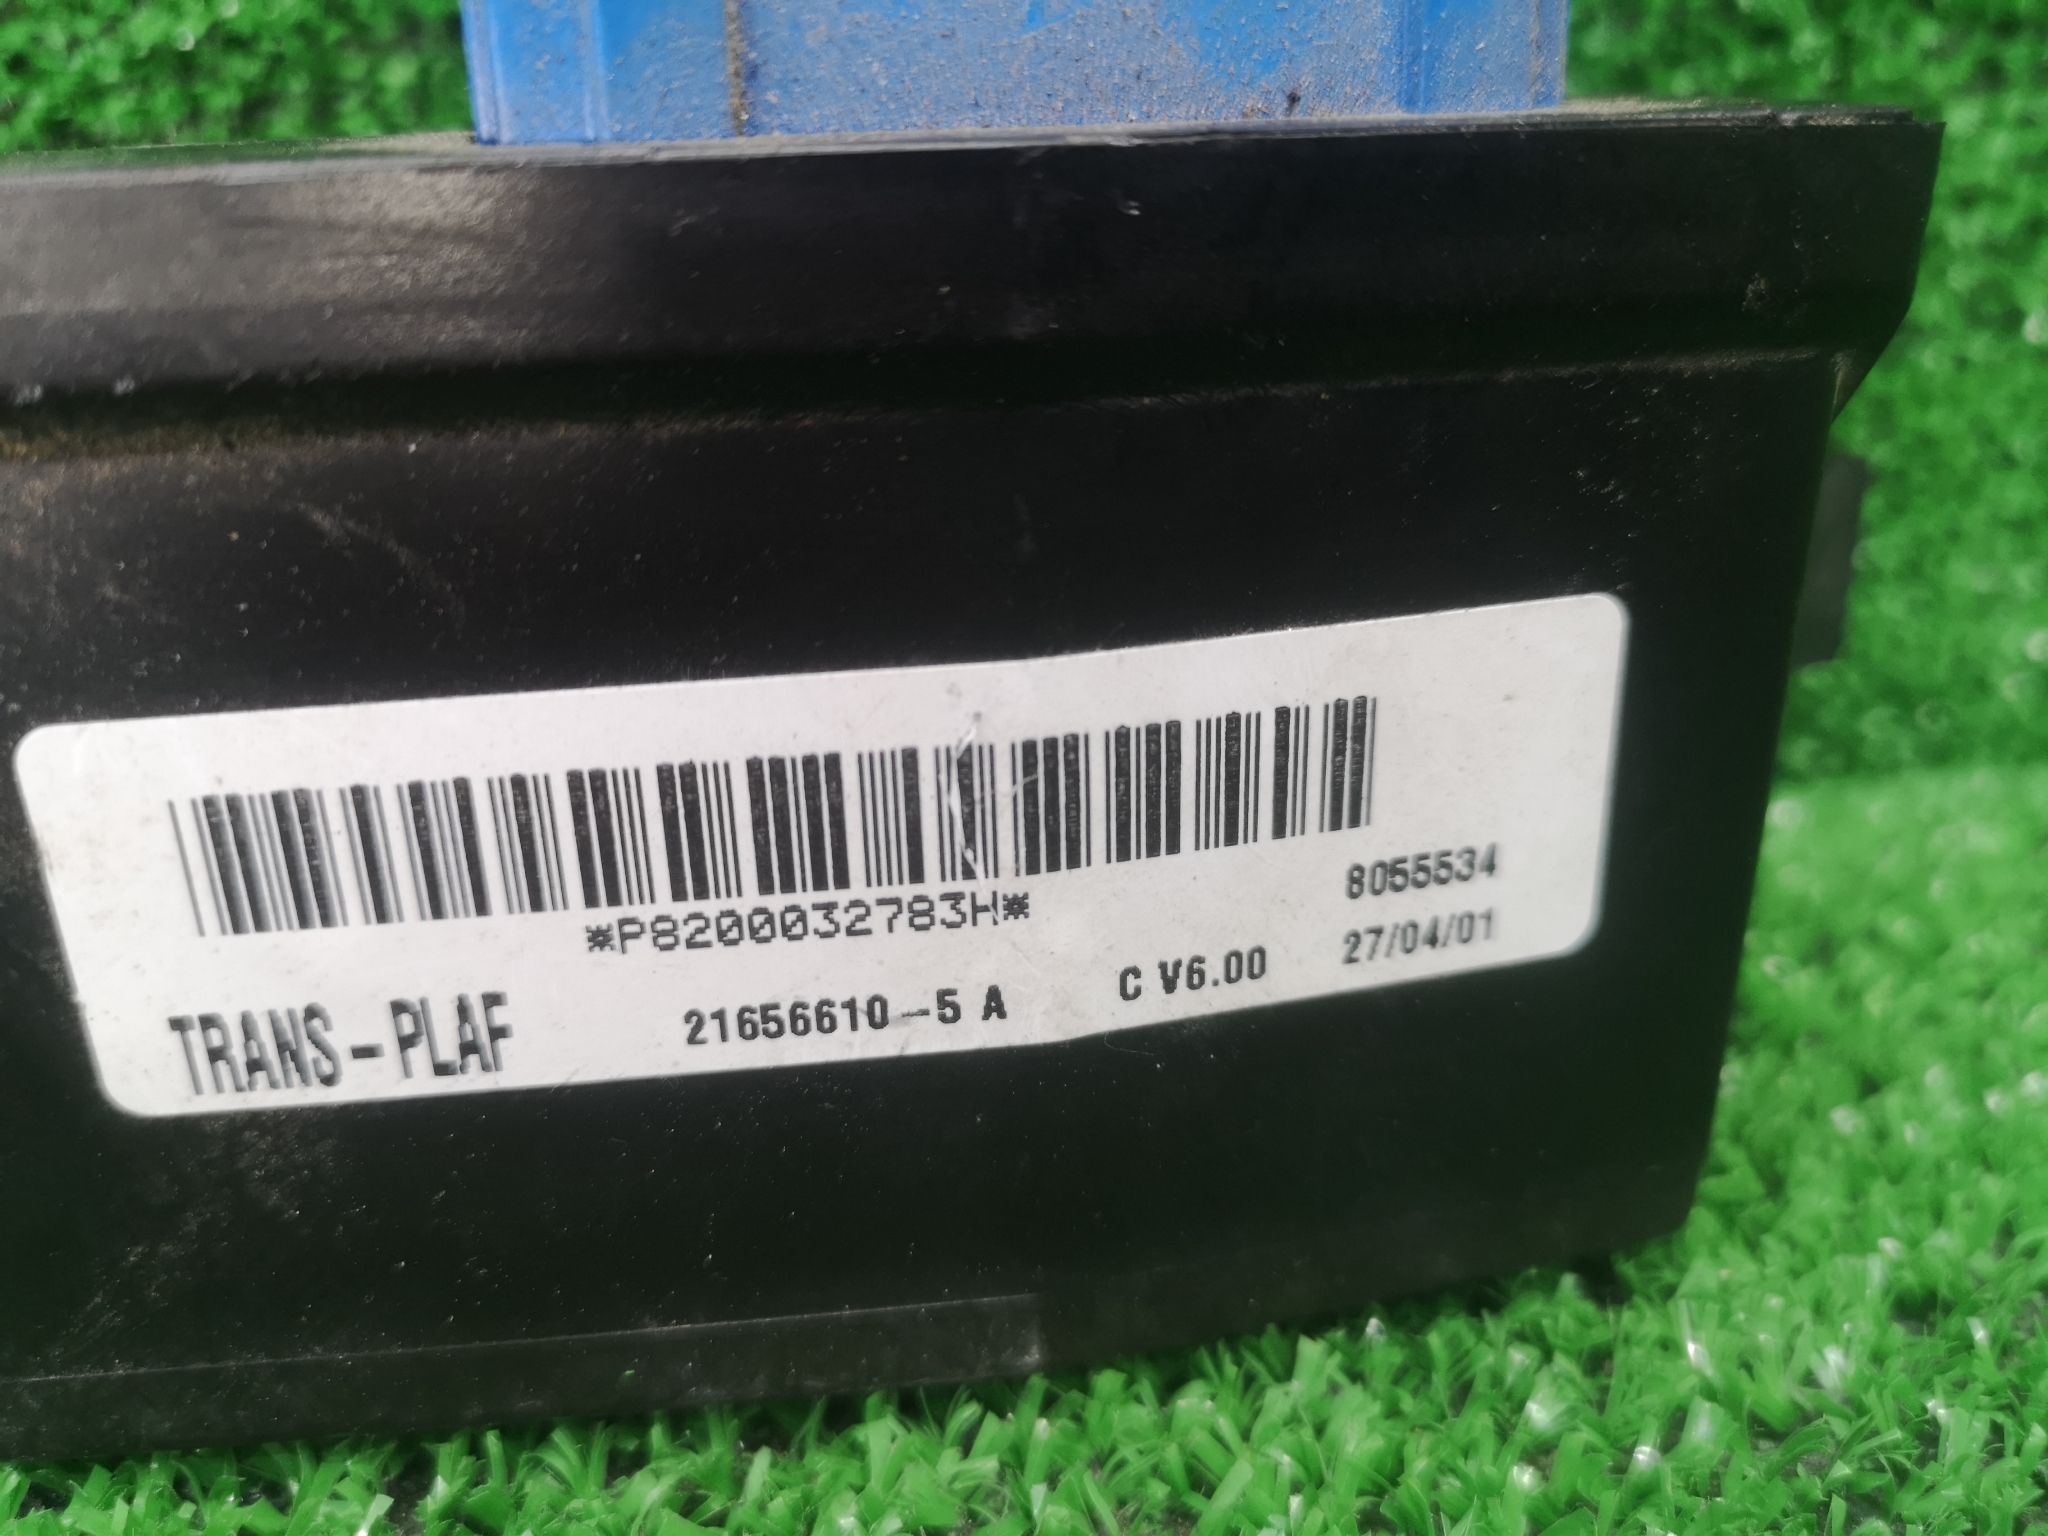 *P8200032783H*
8055534
TRANS-PLAF 21656610-5 A C V6.00 27/04/01